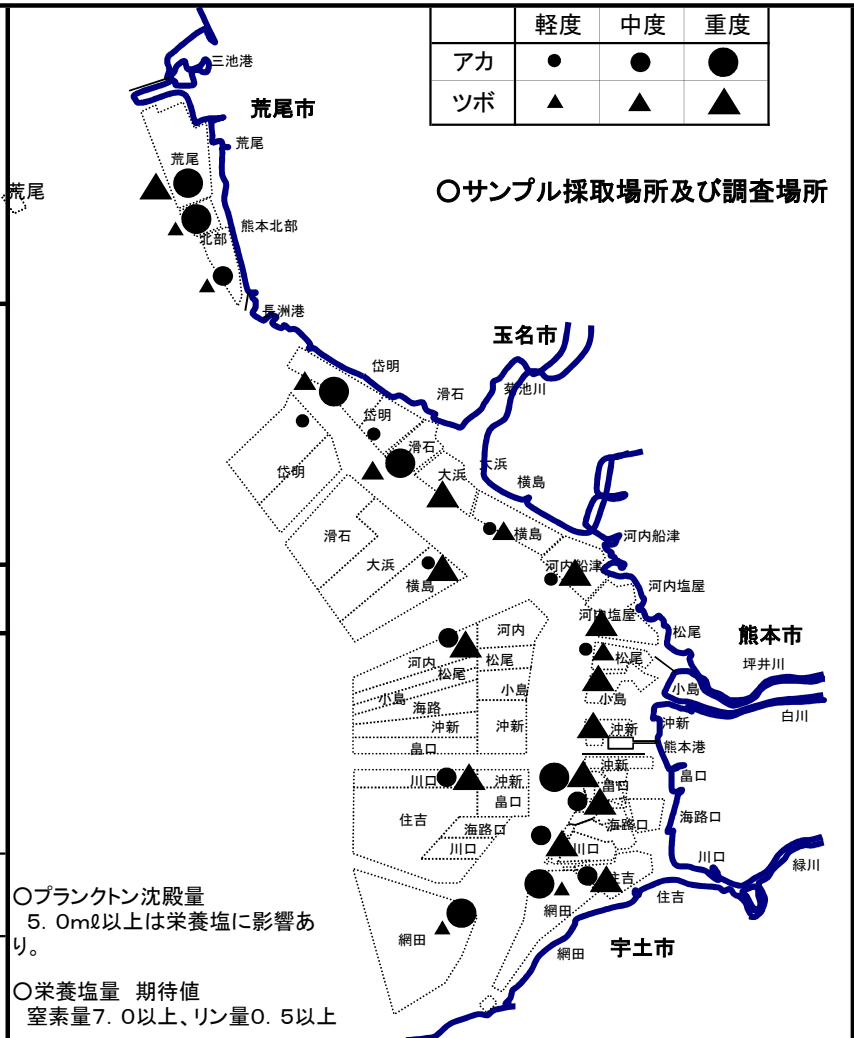 軽度 中度 重度
アカ
ツボ
○サンプル採取場所及び調査場所
三池港
荒尾市
荒尾
荒尾
荒尾
熊本北部
北部
長洲港
玉名市
岱明
滑石
菊池川
岱明
滑石
大浜
大浜
岱明
横島
横島
滑石
大浜
横島
河内船津
河内船津
河内塩屋
河内塩屋
松尾
熊本市
坪井川
松尾
小島
小島
白川
河内
河内
松尾
松尾
小島
小島
海路
沖新
沖新
畠口
沖新
熊本港
沖新
沖新
畠口
畠口
川口
沖新
畠口
住吉
海路口
川口
海路口
海路口
川口
川口
緑川
住吉
住吉
網田
網田
網田
宇土市
○プランクトン沈殿量
5.0mℓ以上は栄養塩に影響あ
り。
○栄養塩量 期待値
窒素量7.0以上、リン量0.5以上